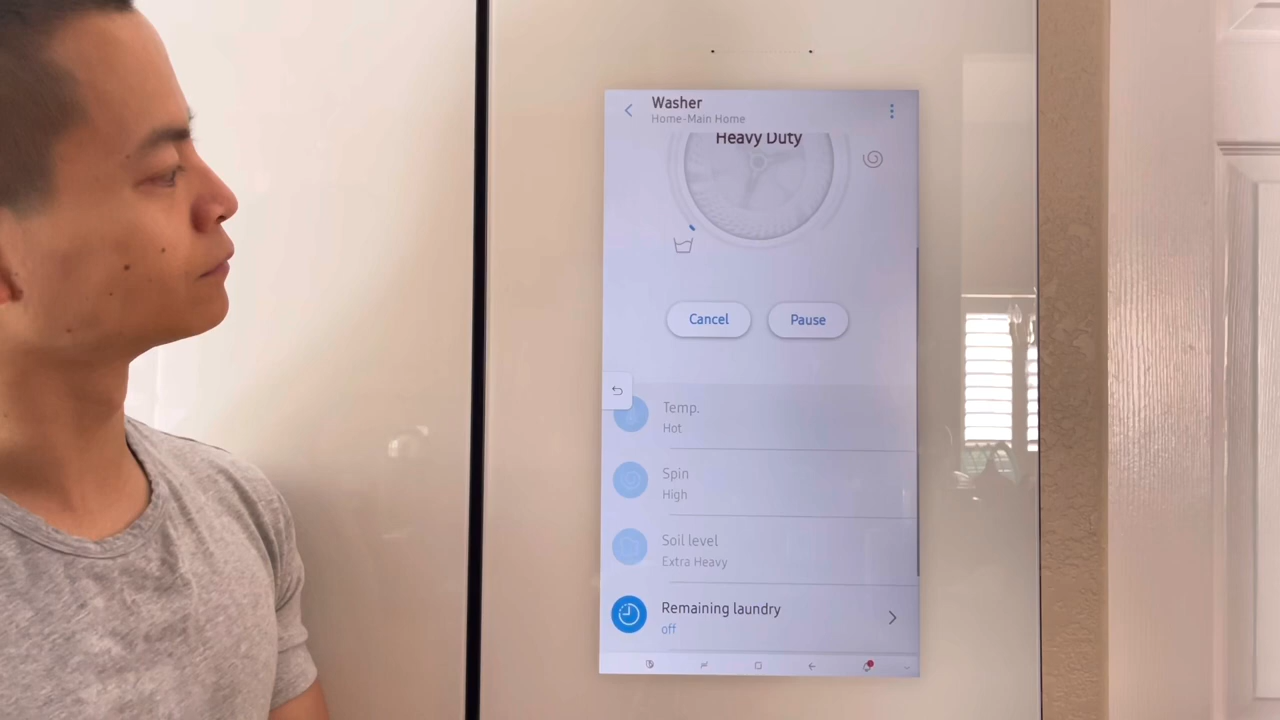 Washer
Home-Main Home
Heavy Duty
Cancel
Pause
Temp.
Hot
Spin
High
Soil level
Extra Heavy
Remaining laundry
off